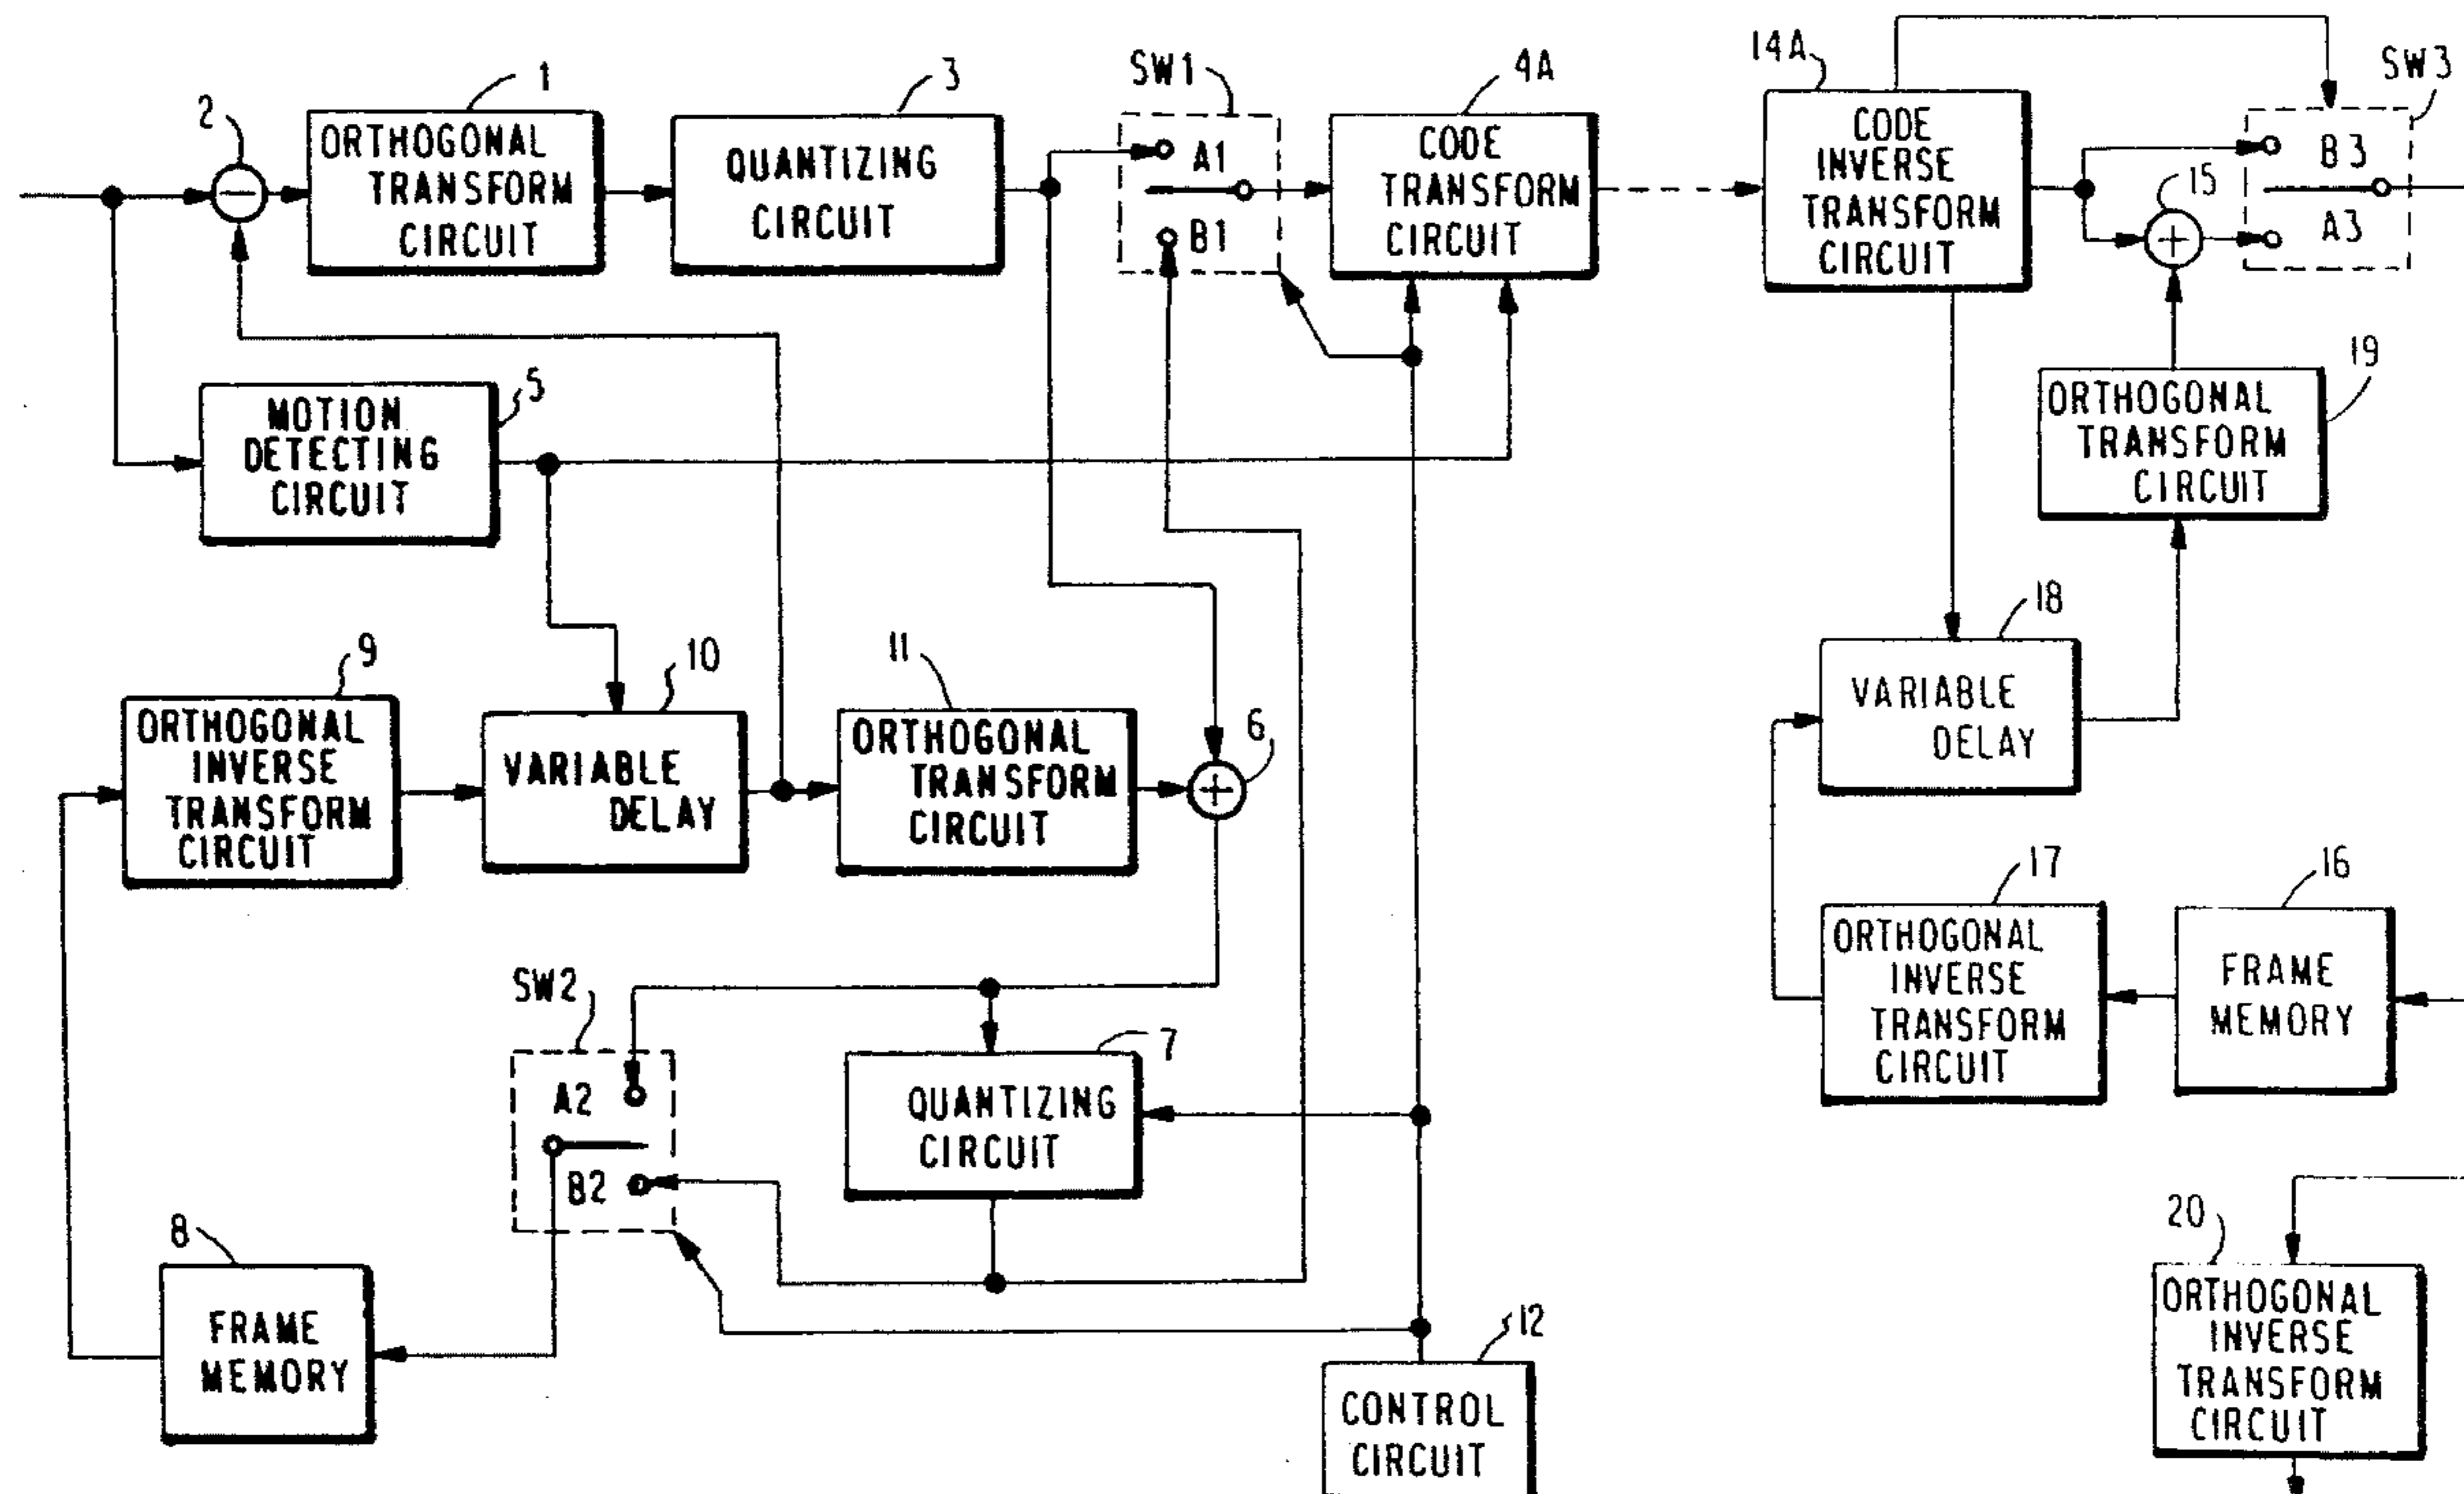 1
2
ORTHOGONAL
TRANSFORM
CIRCUIT
3
QUANTIZING
CIRCUIT
SW1
A1
B1
4A
CODE
TRANSFORM
CIRCUIT
14A
CODE
INVERSE
TRANSFORM
CIRCUIT
SW3
B3
A3
15
5
MOTION
DETECTING
CIRCUIT
19
ORTHOGONAL
TRANSFORM
CIRCUIT
9
ORTHOGONAL
INVERSE
TRANSFORM
CIRCUIT
10
VARIABLE
DELAY
11
ORTHOGONAL
TRANSFORM
CIRCUIT
6
18
VARIABLE
DELAY
17
ORTHOGONAL
INVERSE
TRANSFORM
CIRCUIT
16
FRAME
MEMORY
SW2
A2
B2
7
QUANTIZING
CIRCUIT
8
FRAME
MEMORY
12
CONTROL
CIRCUIT
20
ORTHOGONAL
INVERSE
TRANSFORM
CIRCUIT